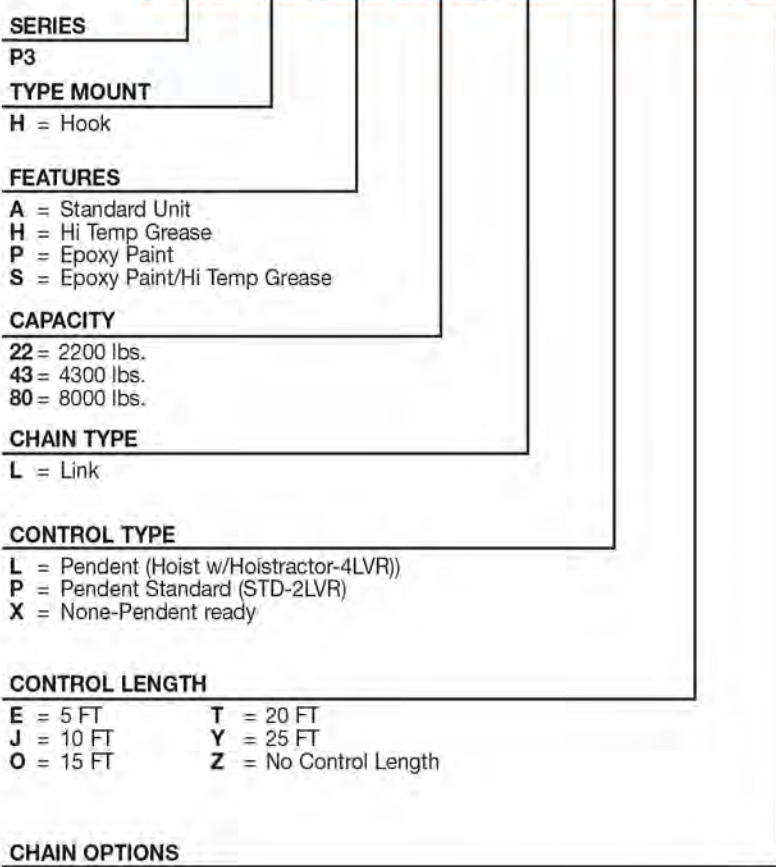 SERIES
P3
TYPE MOUNT
H = Hook
FEATURES
A = Standard Unit
H = Hi Temp Grease
P = Epoxy Paint
S = Epoxy Paint/Hi Temp Grease
CAPACITY
22 = 2200 lbs.
43 = 4300 lbs.
80 = 8000 lbs.
CHAIN TYPE
L = Link
CONTROL TYPE
L = Pendent (Hoist w/Hoistractor-4LVR))
P = Pendent Standard (STD-2LVR)
X = None-Pendent ready
CONTROL LENGTH
E = 5 FT T = 20 FT
J = 10 FT Y = 25 FT
O = 15 FT Z = No Control Length
CHAIN OPTIONS